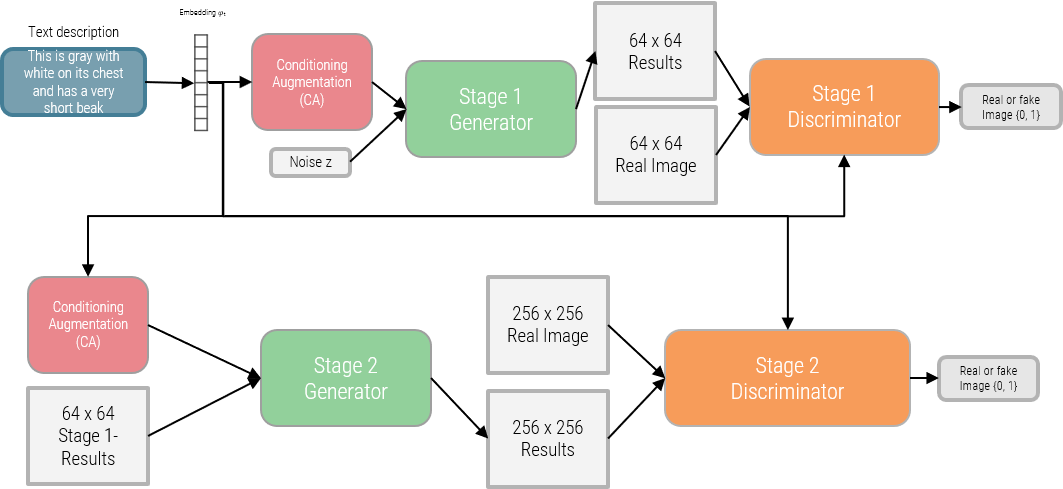 Embedding φt
Text description
This is gray with
white on its chest
and has a very
short beak
Conditioning
Augmentation
(CA)
Noise z
Stage 1
Generator
64 x 64
Results
64 x 64
Real Image
Stage 1
Discriminator
Real or fake
Image {0, 1}
Conditioning
Augmentation
(CA)
64 x 64
Stage 1-
Results
Stage 2
Generator
256 x 256
Real Image
256 x 256
Results
Stage 2
Discriminator
Real or fake
Image {0, 1}